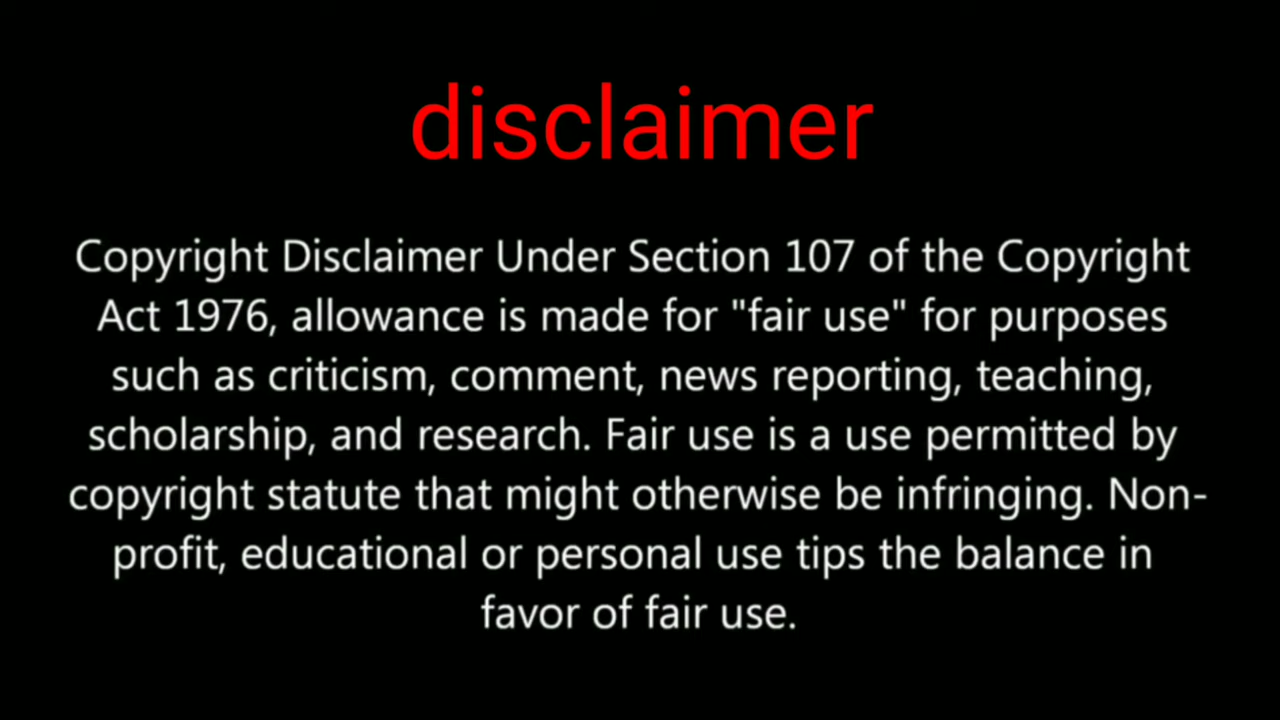 disclaimer
Copyright Disclaimer Under Section 107 of the Copyright
Act 1976, allowance is made for "fair use" for purposes
such as criticism, comment, news reporting, teaching,
scholarship, and research. Fair use is a use permitted by
copyright statute that might otherwise be infringing. Non-
profit, educational or personal use tips the balance in
favor of fair use.